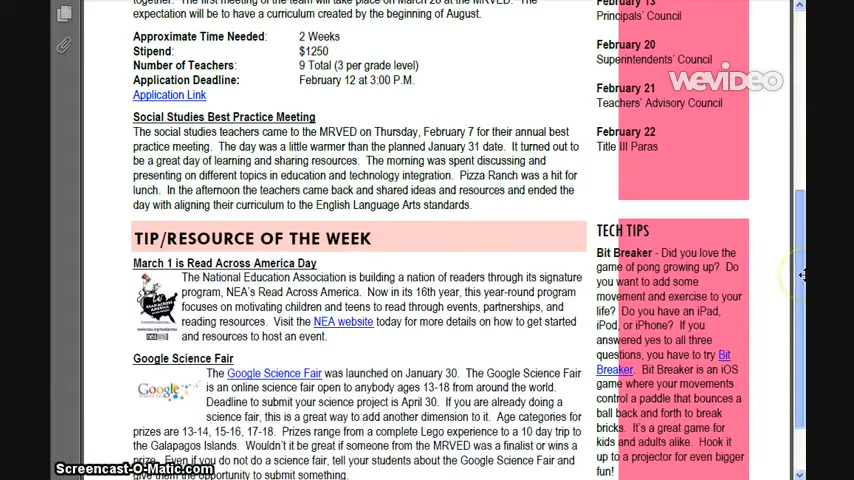 together. The first meeting of the team will take place on March 28 at the MRVED. The
expectation will be to have a curriculum created by the beginning of August.
Approximate Time Needed: 2 Weeks
Stipend: $1250
Number of Teachers: 9 Total (3 per grade level)
Application Deadline: February 12 at 3:00 P.M.
Application Link
Social Studies Best Practice Meeting
The social studies teachers came to the MRVED on Thursday, February 7 for their annual best
practice meeting. The day was a little warmer than the planned January 31 date. It turned out to
be a great day of learning and sharing resources. The morning was spent discussing and
presenting on different topics in education and technology integration. Pizza Ranch was a hit for
lunch. In the afternoon the teachers came back and shared ideas and resources and ended the
day with aligning their curriculum to the English Language Arts standards.
TIP/RESOURCE OF THE WEEK
March 1 is Read Across America Day
The National Education Association is building a nation of readers through its signature
program, NEA's Read Across America. Now in its 16th year, this year-round program
focuses on motivating children and teens to read through events, partnerships, and
reading resources. Visit the NEA website today for more details on how to get started
and resources to host an event.
Google Science Fair
Google
The Google Science Fair was launched on January 30. The Google Science Fair
is an online science fair open to anybody ages 13-18 from around the world.
Deadline to submit your science project is April 30. If you are already doing a
science fair, this is a great way to add another dimension to it. Age categories for
prizes are 13-14, 15-16, 17-18. Prizes range from a complete Lego experience to a 10 day trip to
the Galapagos Islands. Wouldn't it be great if someone from the MRVED was a finalist or wins a
prize. Even if you do not do a science fair, tell your students about the Google Science Fair and
give them the opportunity to submit something.
February 13
Principals' Council
February 20
Superintendents' Council
February 21
Teachers' Advisory Council
February 22
Title III Paras
TECH TIPS
Bit Breaker - Did you love the
game of pong growing up? Do
you want to add some
movement and exercise to your
life? Do you have an iPad,
iPod, or iPhone? If you
answered yes to all three
questions, you have to try Bit
Breaker. Bit Breaker is an iOS
game where your movements
control a paddle that bounces a
ball back and forth to break
bricks. It's a great game for
kids and adults alike. Hook it
up to a projector for even bigger
fun!
wevideo
Screencast-O-Matic.com